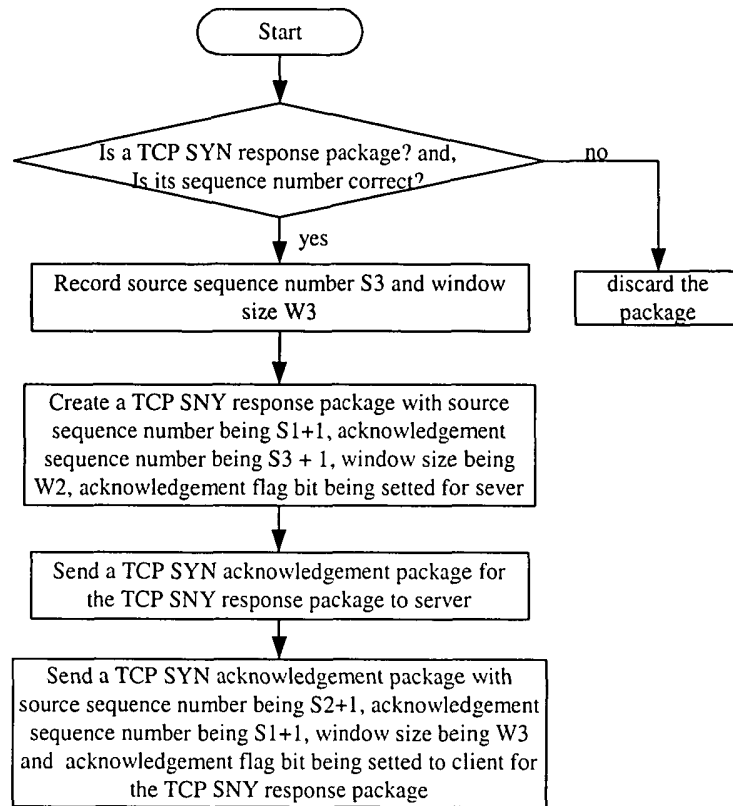 Start
Is a TCP SYN response package? and,
Is its sequence number correct?
no
yes
Record source sequence number S3 and window
size W3
discard the
package
Create a TCP SNY response package with source
sequence number being S1+1, acknowledgement
sequence number being S3 + 1, window size being
W2, acknowledgement flag bit being setted for sever
Send a TCP SYN acknowledgement package for
the TCP SNY response package to server
Send a TCP SYN acknowledgement package with
source sequence number being S2+1, acknowledgement
sequence number being S1+1, window size being W3
and acknowledgement flag bit being setted to client for
the TCP SNY response package